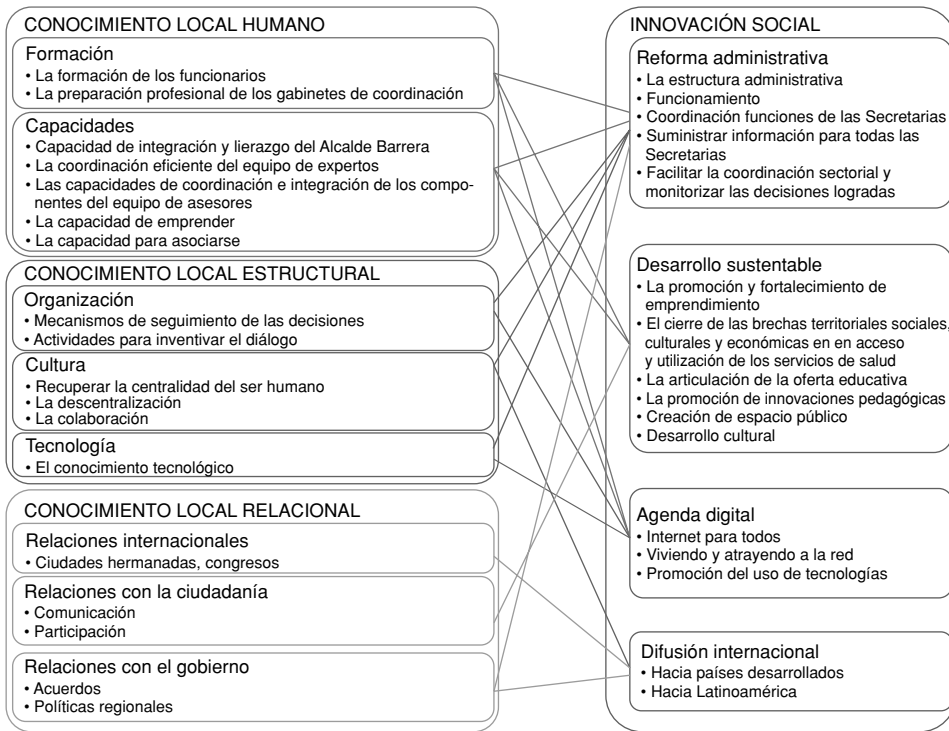 CONOCIMIENTO LOCAL HUMANO
Formación
• La formación de los funcionarios
• La preparación profesional de los gabinetes de coordinación
Capacidades
• Capacidad de integración y lierazgo del Alcalde Barrera
• La coordinación eficiente del equipo de expertos
• Las capacidades de coordinación e integración de los compo-
nentes del equipo de asesores
• La capacidad de emprender
• La capacidad para asociarse
CONOCIMIENTO LOCAL ESTRUCTURAL
Organización
• Mecanismos de seguimiento de las decisiones
• Actividades para inventivar el diálogo
Cultura
• Recuperar la centralidad del ser humano
• La descentralización
• La colaboración
Tecnología
• El conocimiento tecnológico
CONOCIMIENTO LOCAL RELACIONAL
Relaciones internacionales
• Ciudades hermanadas, congresos
Relaciones con la ciudadanía
• Comunicación
• Participación
Relaciones con el gobierno
• Acuerdos
• Políticas regionales
INNOVACIÓN SOCIAL
Reforma administrativa
• La estructura administrativa
• Funcionamiento
• Coordinación funciones de las Secretarias
• Suministrar información para todas las
Secretarias
• Facilitar la coordinación sectorial y
monitorizar las decisiones logradas
Desarrollo sustentable
• La promoción y fortalecimiento de
emprendimiento
• El cierre de las brechas territoriales sociales,
culturales y económicas en en acceso
y utilización de los servicios de salud
• La articulación de la oferta educativa
• La promoción de innovaciones pedagógicas
• Creación de espacio público
• Desarrollo cultural
Agenda digital
• Internet para todos
• Viviendo y atrayendo a la red
• Promoción del uso de tecnologías
Difusión internacional
• Hacia países desarrollados
• Hacia Latinoamérica